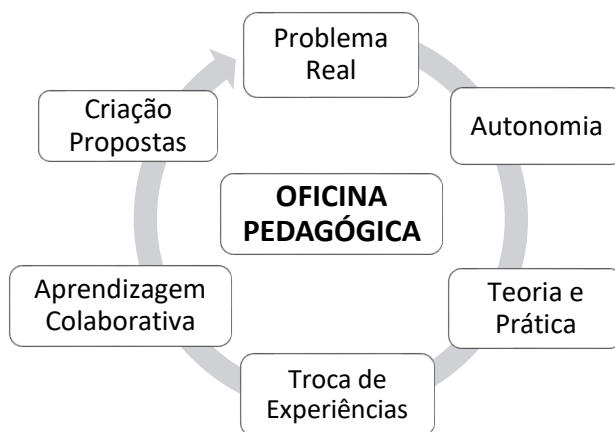 Problema
Real
Autonomia
Teoria e
Prática
Troca de
Experiências
Aprendizagem
Colaborativa
Criação
Propostas
OFICINA
PEDAGÓGICA